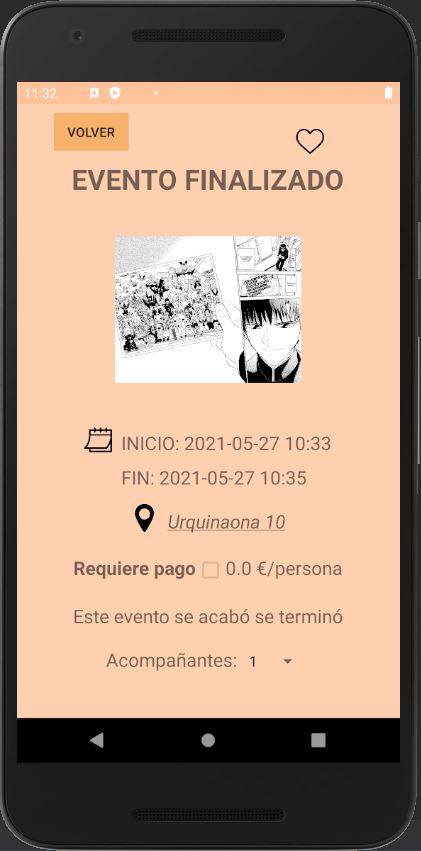 11:32
VOLVER
EVENTO FINALIZADO
INICIO: 2021-05-27 10:33
FIN: 2021-05-27 10:35
Urquinaona 10
Requiere pago 0.0 €/persona
Este evento se acabó se terminó
Acompañantes: 1